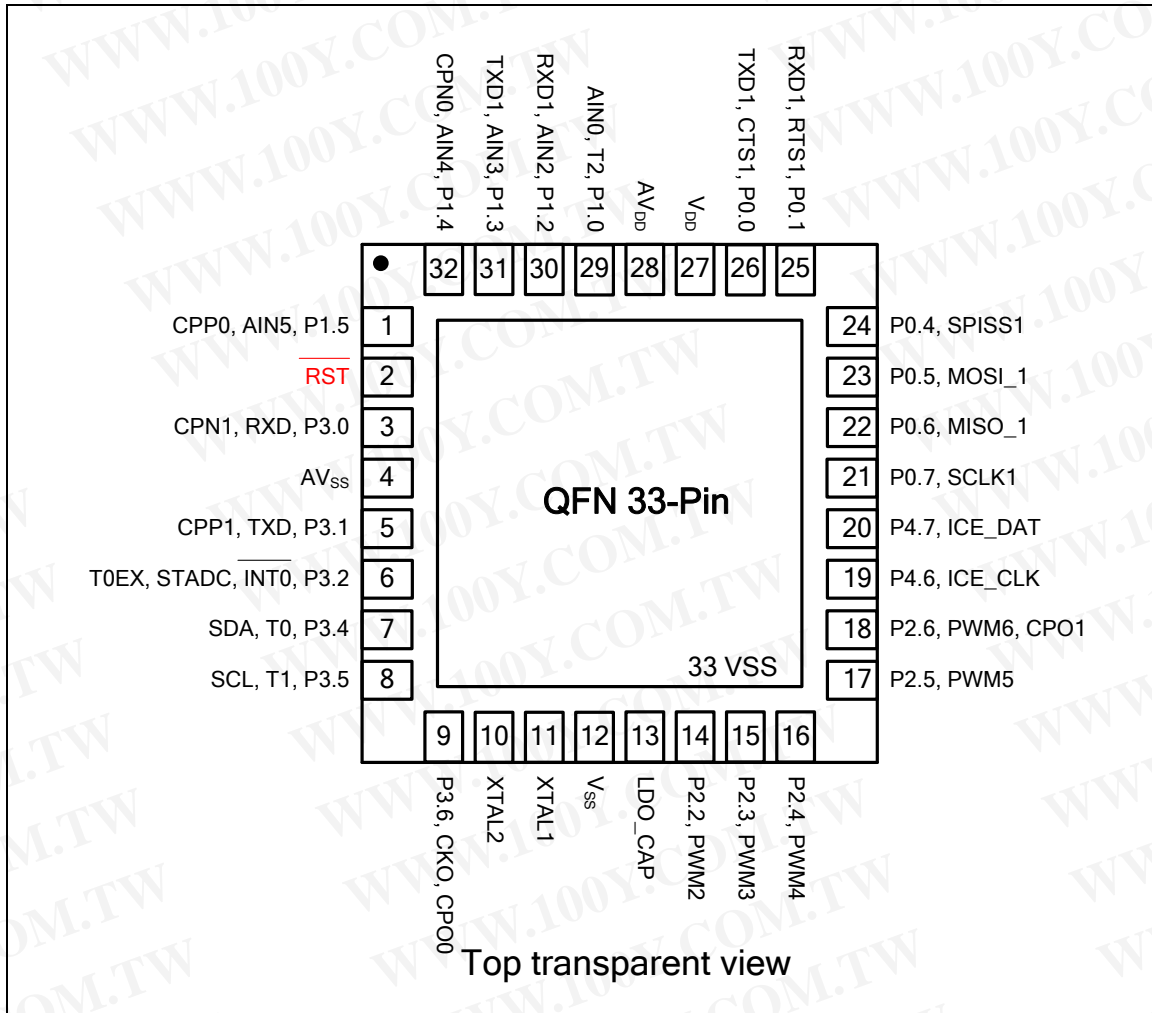 CPN0, AIN4, P1.4
TXD1, AIN3, P1.3
RXD1, AIN2, P1.2
AIN0, T2, P1.0
AVDD
VDD
TXD1, CTS1, P0.0
RXD1, RTS1, P0.1
32 31 30 29 28 27 26 25
CPP0, AIN5, P1.5 1
RST 2
CPN1, RXD, P3.0 3
AVSS 4
CPP1, TXD, P3.1 5
T0EX, STADC, INT0, P3.2 6
SDA, T0, P3.4 7
SCL, T1, P3.5 8
QFN 33-Pin
33 VSS
24 P0.4, SPISS1
23 P0.5, MOSI_1
22 P0.6, MISO_1
21 P0.7, SCLK1
20 P4.7, ICE_DAT
19 P4.6, ICE_CLK
18 P2.6, PWM6, CPO1
17 P2.5, PWM5
9 10 11 12 13 14 15 16
P3.6, CKO, CPO0
XTAL2
XTAL1
VSS
LDO_CAP
P2.2, PWM2
P2.3, PWM3
P2.4, PWM4
Top transparent view
WWW.100Y.COM.TW